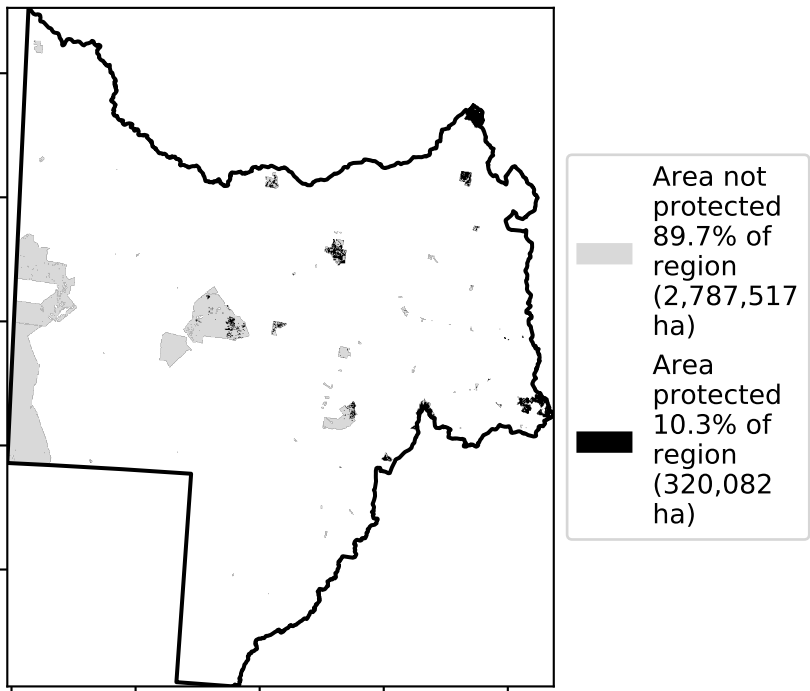 Area not
protected
89.7% of
region
(2,787,517
ha)
Area
protected
10.3% of
region
(320,082
ha)